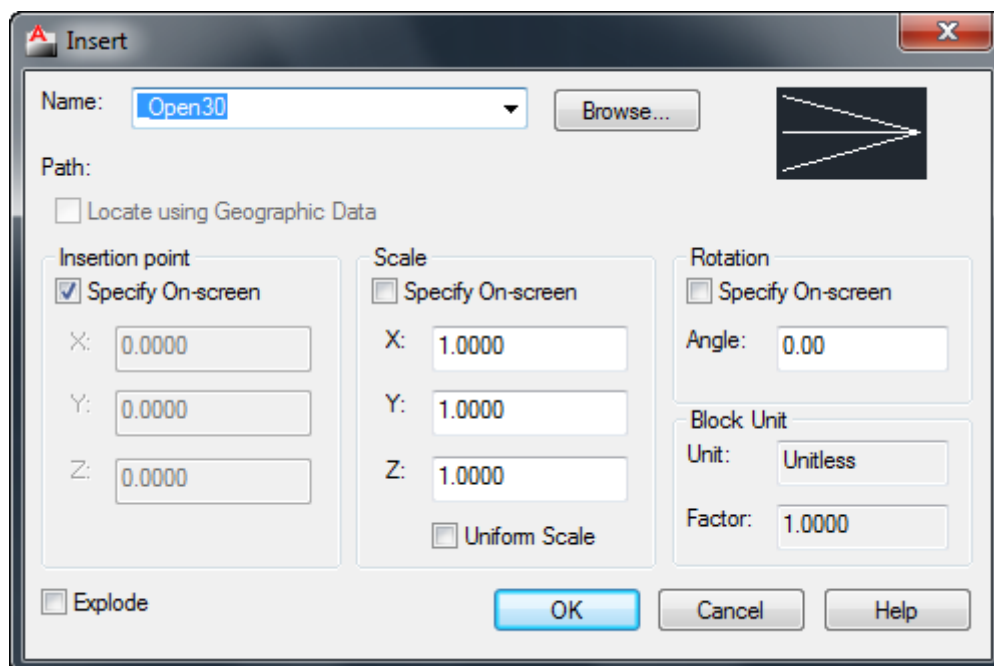 Insert
Name: _Open30 Browse...
Path:
Locate using Geographic Data
Insertion point
Specify On-screen
X: 0.0000
Y: 0.0000
Z: 0.0000
Scale
Specify On-screen
X: 1.0000
Y: 1.0000
Z: 1.0000
Uniform Scale
Rotation
Specify On-screen
Angle: 0.00
Block Unit
Unit: Unitless
Factor: 1.0000
Explode
OK Cancel Help